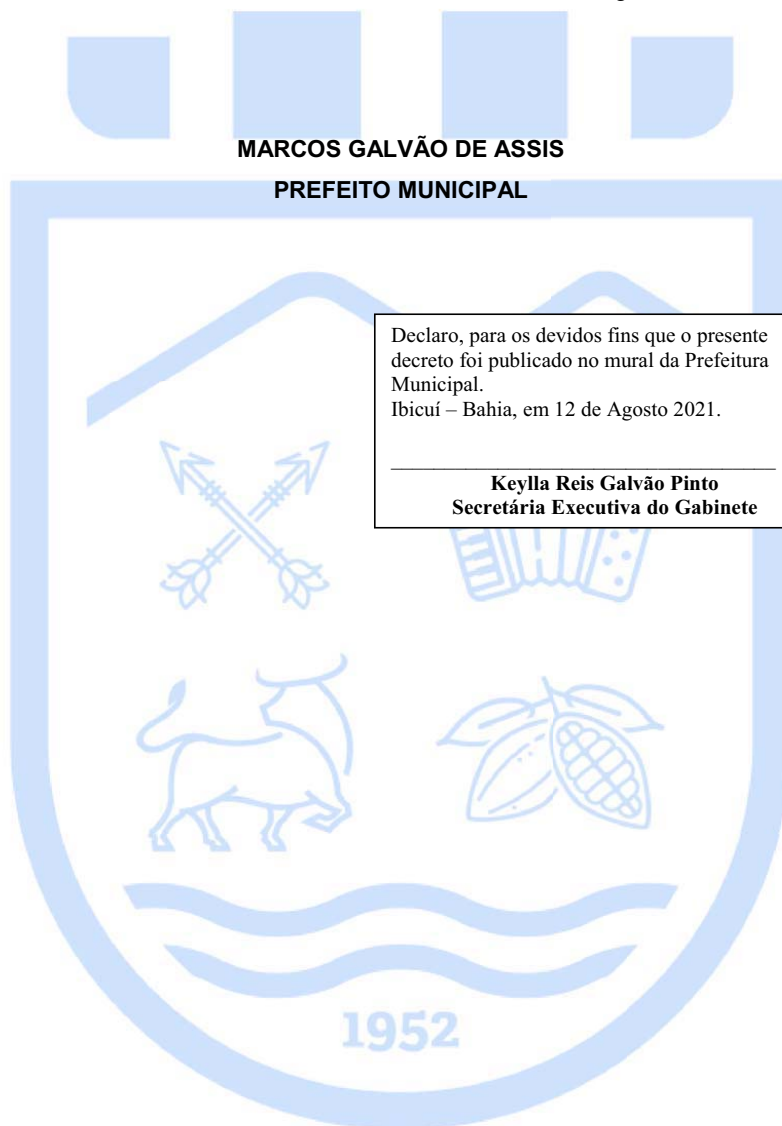 MARCOS GALVÃO DE ASSIS
PREFEITO MUNICIPAL
Declaro, para os devidos fins que o presente
decreto foi publicado no mural da Prefeitura
Municipal.
Ibicuí – Bahia, em 12 de Agosto 2021.
Keylla Reis Galvão Pinto
Secretária Executiva do Gabinete
1952